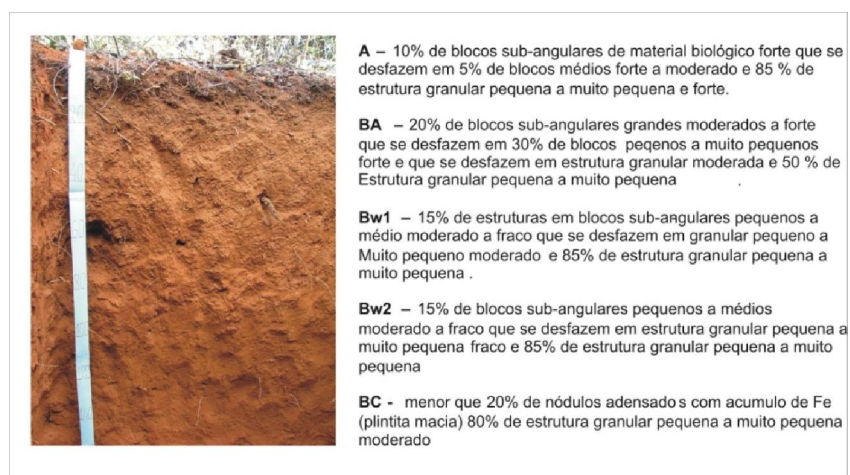 A – 10% de blocos sub-angulares de material biológico forte que se
desfazem em 5% de blocos médios forte a moderado e 85 % de
estrutura granular pequena a muito pequena e forte.
BA – 20% de blocos sub-angulares grandes moderados a forte
que se desfazem em 30% de blocos peqenos a muito pequenos
forte e que se desfazem em estrutura granular moderada e 50 % de
Estrutura granular pequena a muito pequena .
Bw1 – 15% de estruturas em blocos sub-angulares pequenos a
médio moderado a fraco que se desfazem em granular pequeno a
Muito pequeno moderado e 85% de estrutura granular pequena a
muito pequena .
Bw2 – 15% de blocos sub-angulares pequenos a médios
moderado a fraco que se desfazem em estrutura granular pequena a
muito pequena fraco e 85% de estrutura granular pequena a muito
pequena
BC - menor que 20% de nódulos adensado s com acumulo de Fe
(plintita macia) 80% de estrutura granular pequena a muito pequena
moderado